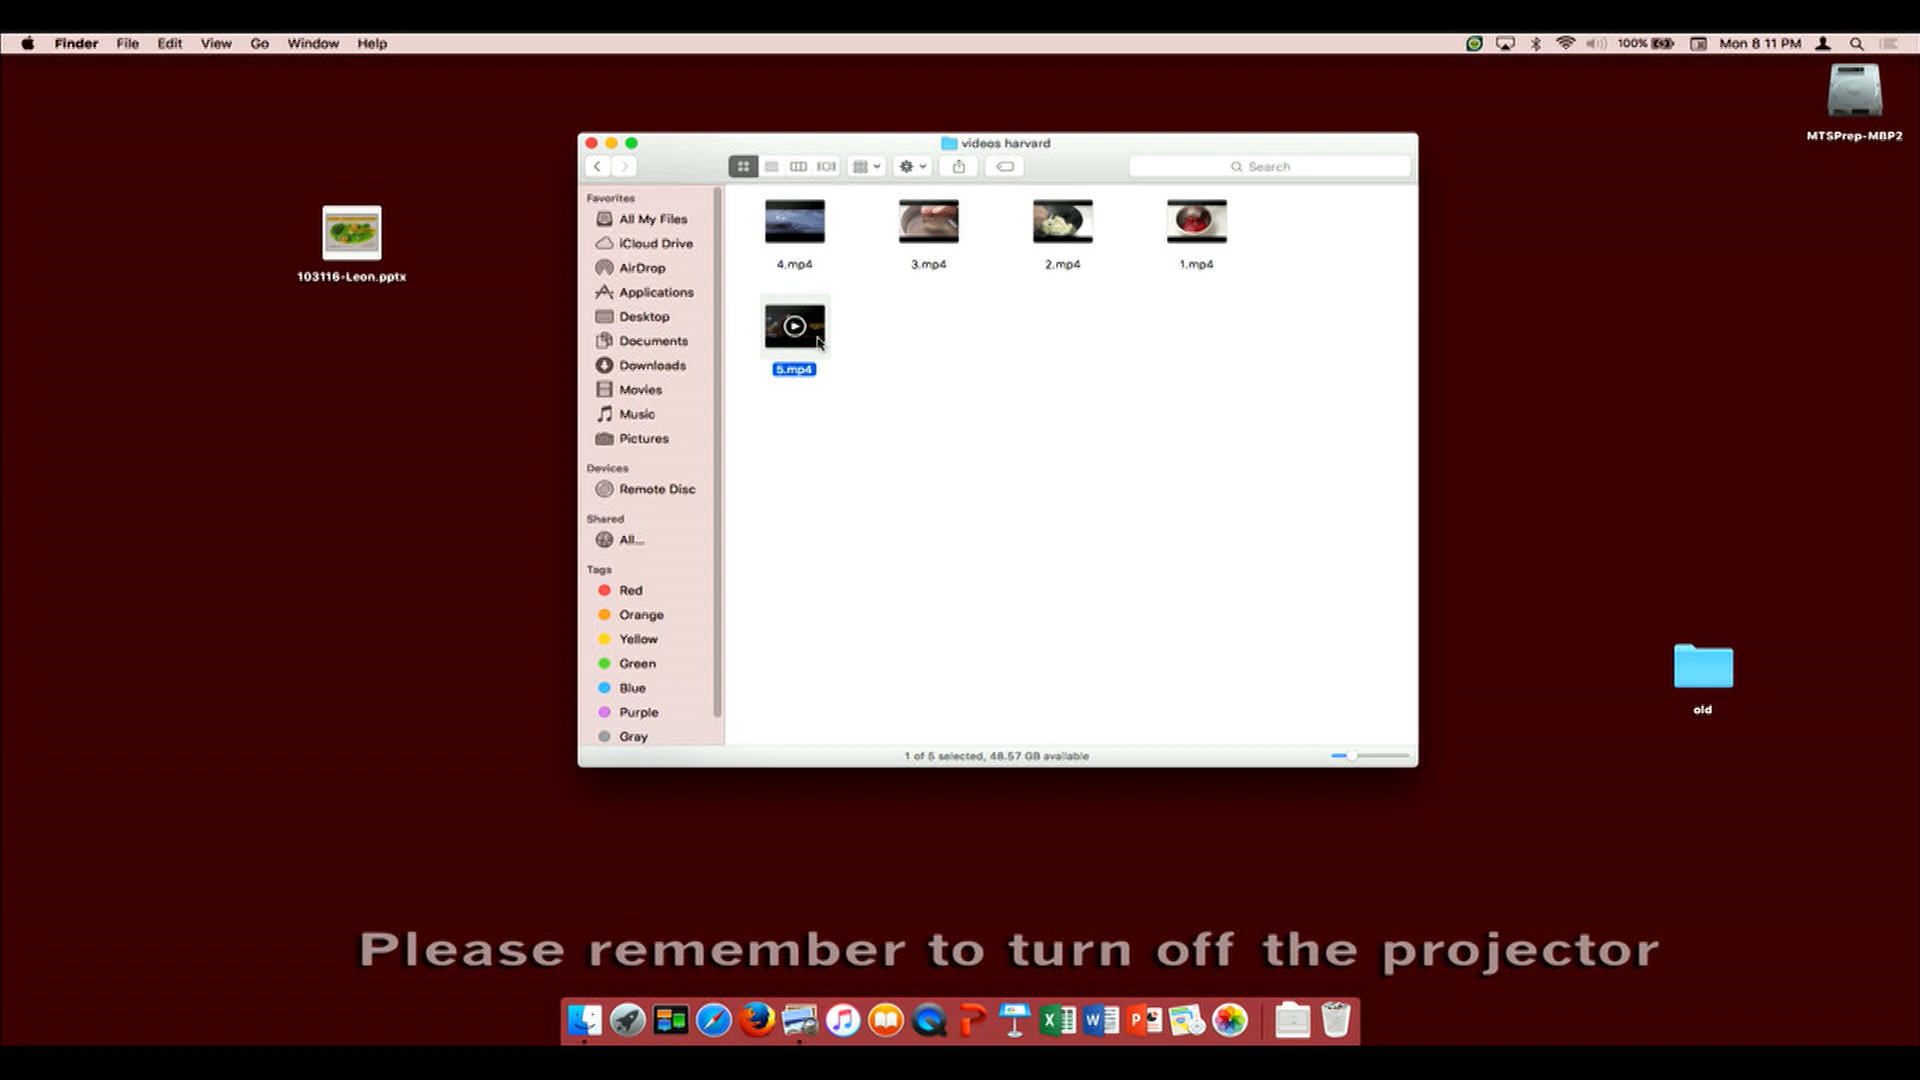 Finder File Edit View Go Window Help
100% Mon 8 11 PM
MTSPrep-MBP2
videos harvard
Search
103116-Leon.pptx
Favorites
All My Files
iCloud Drive
AirDrop
Applications
Desktop
Documents
Downloads
Movies
Music
Pictures
Devices
Remote Disc
Shared
All...
Tags
Red
Orange
Yellow
Green
Blue
Purple
Gray
4.mp4 3.mp4 2.mp4 1.mp4
5.mp4
1 of 5 selected, 48.57 GB available
old
Please remember to turn off the projector